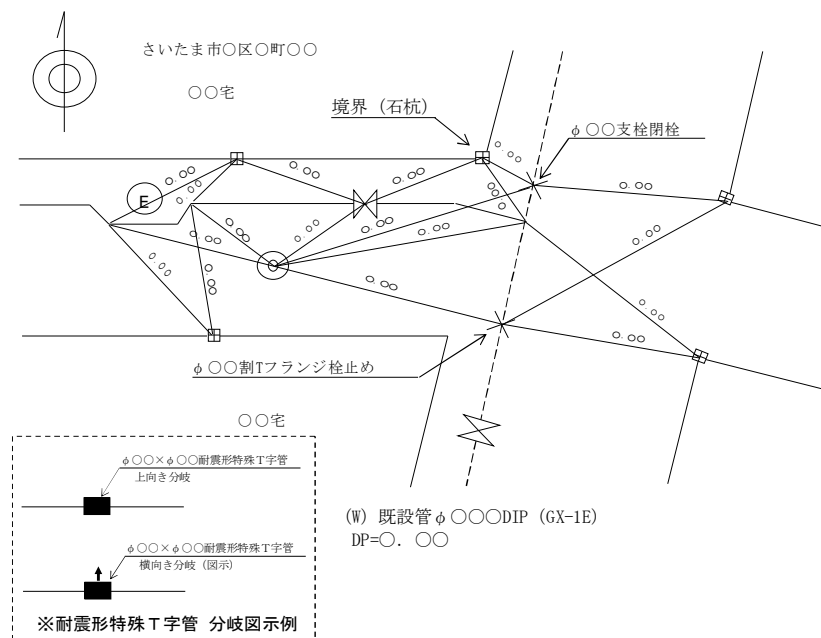 さいたま市○区○町○○
○○宅
境界（石杭）
φ○○支栓閉栓
○.○○
○.○○
○.○○
○.○○
○.○○
○.○○
○.○○
E
○.○○
○.○○
○.○○
○.○○
○.○○
○.○○
○.○○
○.○○
○.○○
○.○○
○.○○
φ○○割Tフランジ栓止め
○○宅
φ○○×φ○○耐震形特殊T字管
上向き分岐
φ○○×φ○○耐震形特殊T字管
横向き分岐（図示）
※耐震形特殊T字管 分岐図示例
(W) 既設管φ○○○DIP (GX-1E)
DP=○. ○○